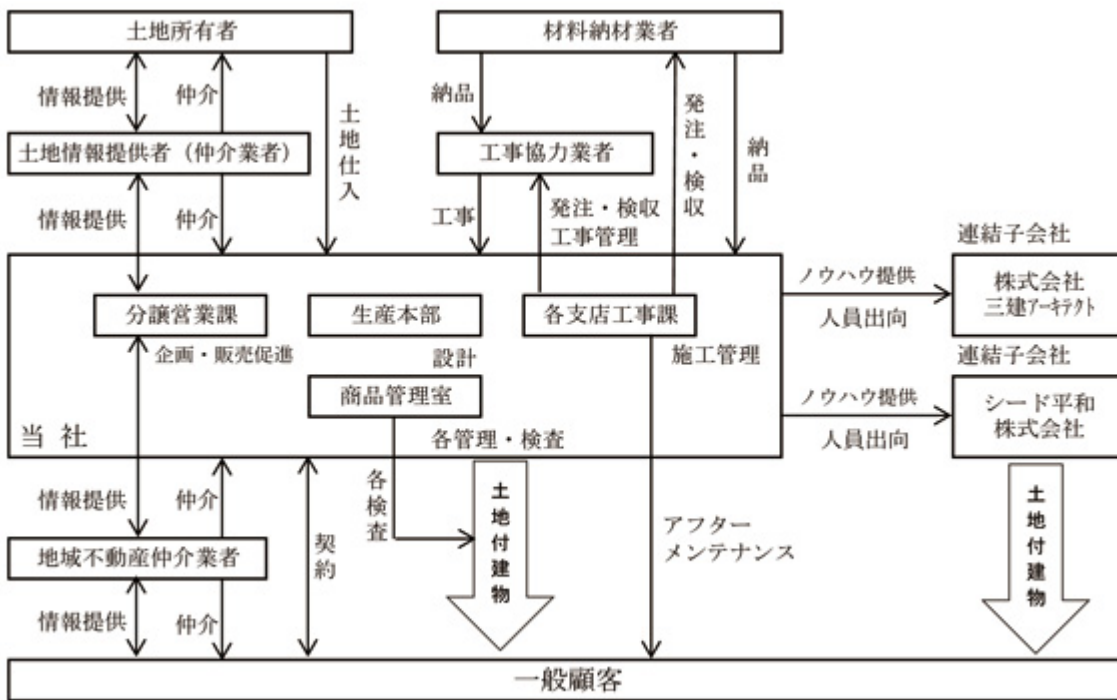 土地所有者
材料納材業者
情報提供
仲介
土地仕入
納品
発注・検収
納品
土地情報提供者（仲介業者）
工事協力業者
情報提供
仲介
工事
発注・検収
工事管理
連結子会社
分譲営業課
生産本部
各支店工事課
ノウハウ提供
人員出向
株式会社
三建アーキテクト
企画・販売促進
設計
施工管理
連結子会社
商品管理室
ノウハウ提供
人員出向
シード平和
株式会社
当社
各管理・検査
情報提供
仲介
契約
各検査
土地付建物
アフター
メンテナンス
土地付建物
地域不動産仲介業者
情報提供
仲介
一般顧客